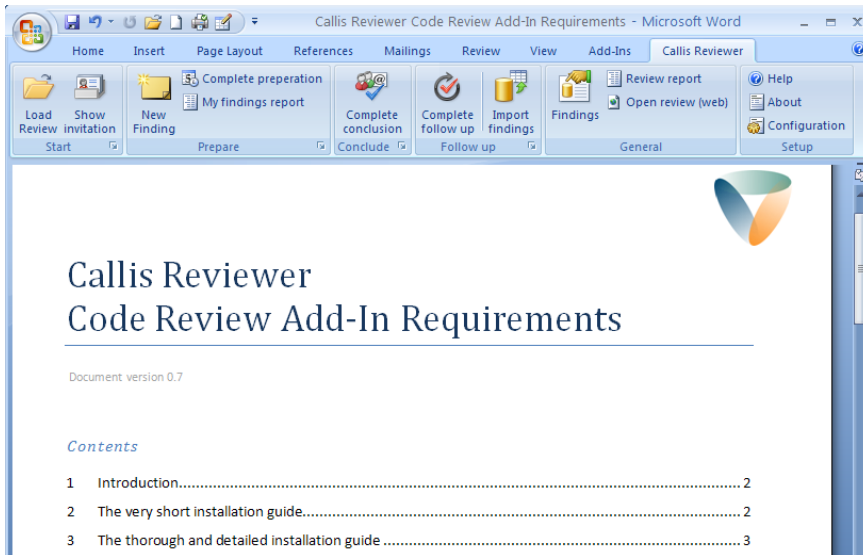 Callis Reviewer Code Review Add-In Requirements - Microsoft Word
Home Insert Page Layout References Mailings Review View Add-Ins Callis Reviewer
Load Review
Show invitation
Start
New Finding
Complete preperation
My findings report
Prepare
Complete conclusion
Conclude
Complete follow up
Import findings
Follow up
Findings
Review report
Open review (web)
General
Help
About
Configuration
Setup
Callis Reviewer
Code Review Add-In Requirements
Document version 0.7
Contents
1 Introduction.......................................................................................................... 2
2 The very short installation guide......................................................................... 2
3 The thorough and detailed installation guide ..................................................... 3